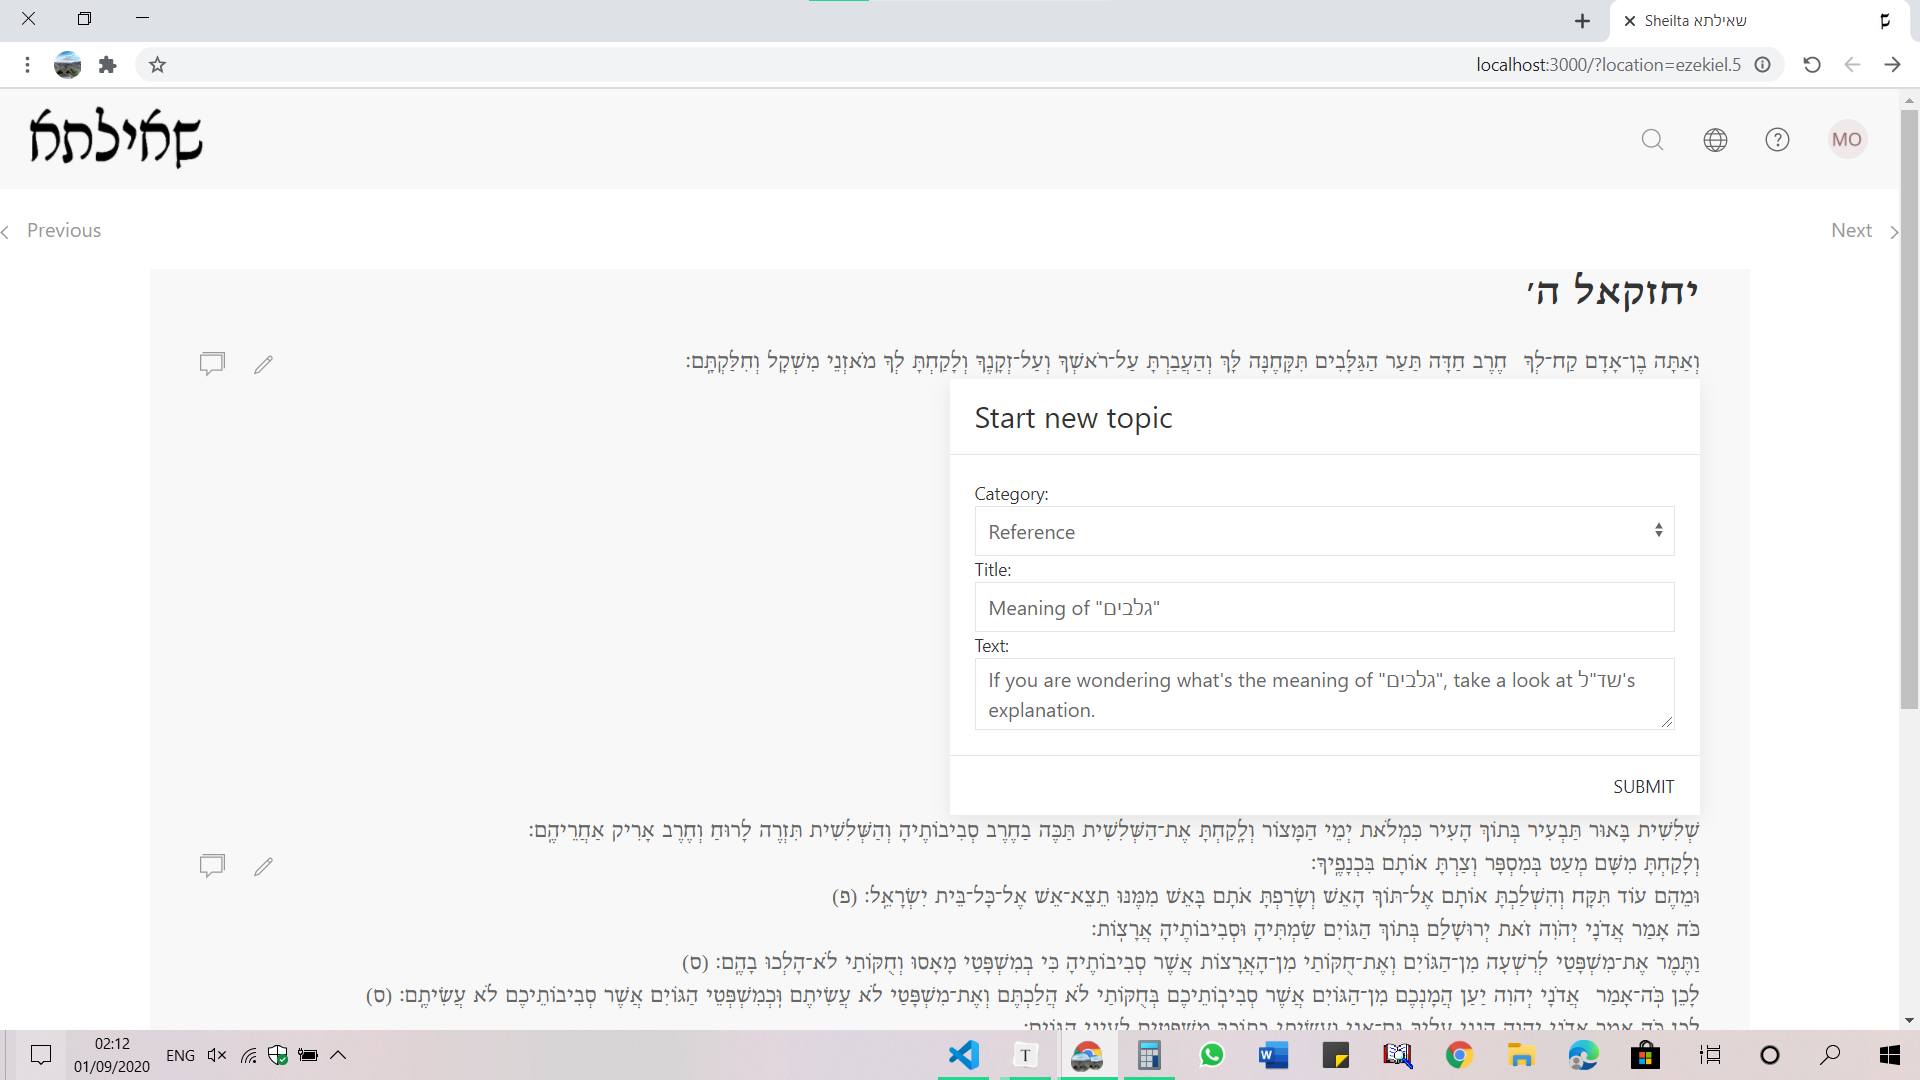 Sheilta שאילתא
localhost:3000/?location=ezekiel.5
שאילתא
MO
Previous
Next
יחזקאל ה׳
וְאַתָּה בֶן־אָדָם קַח־לְךָ חֶרֶב חַדָּה תַּעַר הַגַּלָּבִים תִּקָּחֶנָּה לָּךְ וְהַעֲבַרְתָּ עַל־רֹאשְׁךָ וְעַל־זְקָנֶךָ וְלָקַחְתָּ לְךָ מֹאזְנֵי מִשְׁקָל וְחִלַּקְתָּם׃
Start new topic
Category:
Reference
Title:
Meaning of "גלבים"
Text:
If you are wondering what's the meaning of "גלבים", take a look at שד"ל's
explanation.
SUBMIT
שְׁלִשִׁית בָּאוּר תַּבְעִיר בְּתוֹךְ הָעִיר כִּמְלֹאת יְמֵי הַמָּצוֹר וְלָקַחְתָּ אֶת־הַשְּׁלִשִׁית תַּכֶּה בַחֶרֶב סְבִיבוֹתֶיהָ וְהַשְּׁלִשִׁית תִּזְרֶה לָרוּחַ וְחֶרֶב אָרִיק אַחֲרֵיהֶם׃
וְלָקַחְתָּ מִשָּׁם מְעַט בְּמִסְפָּר וְצַרְתָּ אוֹתָם בִּכְנָפֶיךָ׃
וּמֵהֶם עוֹד תִּקָּח וְהִשְׁלַכְתָּ אוֹתָם אֶל־תּוֹךְ הָאֵשׁ וְשָׂרַפְתָּ אֹתָם בָּאֵשׁ מִמֶּנּוּ תֵצֵא־אֵשׁ אֶל־כָּל־בֵּית יִשְׂרָאֵל׃ (פ)
כֹּה אָמַר אֲדֹנָי יְהוִה זֹאת יְרוּשָׁלִַם בְּתוֹךְ הַגּוֹיִם שַׂמְתִּיהָ וּסְבִיבוֹתֶיהָ אֲרָצוֹת׃
וַתֶּמֶר אֶת־מִשְׁפָּטַי לְרִשְׁעָה מִן־הַגּוֹיִם וְאֶת־חֻקּוֹתַי מִן־הָאֲרָצוֹת אֲשֶׁר סְבִיבוֹתֶיהָ כִּי בְמִשְׁפָּטַי מָאָסוּ וְחֻקּוֹתַי לֹא־הָלְכוּ בָהֶם׃ (ס)
לָכֵן כֹּה־אָמַר אֲדֹנָי יְהוִה יַעַן הֲמָנְכֶם מִן־הַגּוֹיִם אֲשֶׁר סְבִיבוֹתֵיכֶם בְּחֻקּוֹתַי לֹא הֲלַכְתֶּם וְאֶת־מִשְׁפָּטַי לֹא עֲשִׂיתֶם וּכְמִשְׁפְּטֵי הַגּוֹיִם אֲשֶׁר סְבִיבוֹתֵיכֶם לֹא עֲשִׂיתֶם׃ (ס)
02:12
01/09/2020
ENG